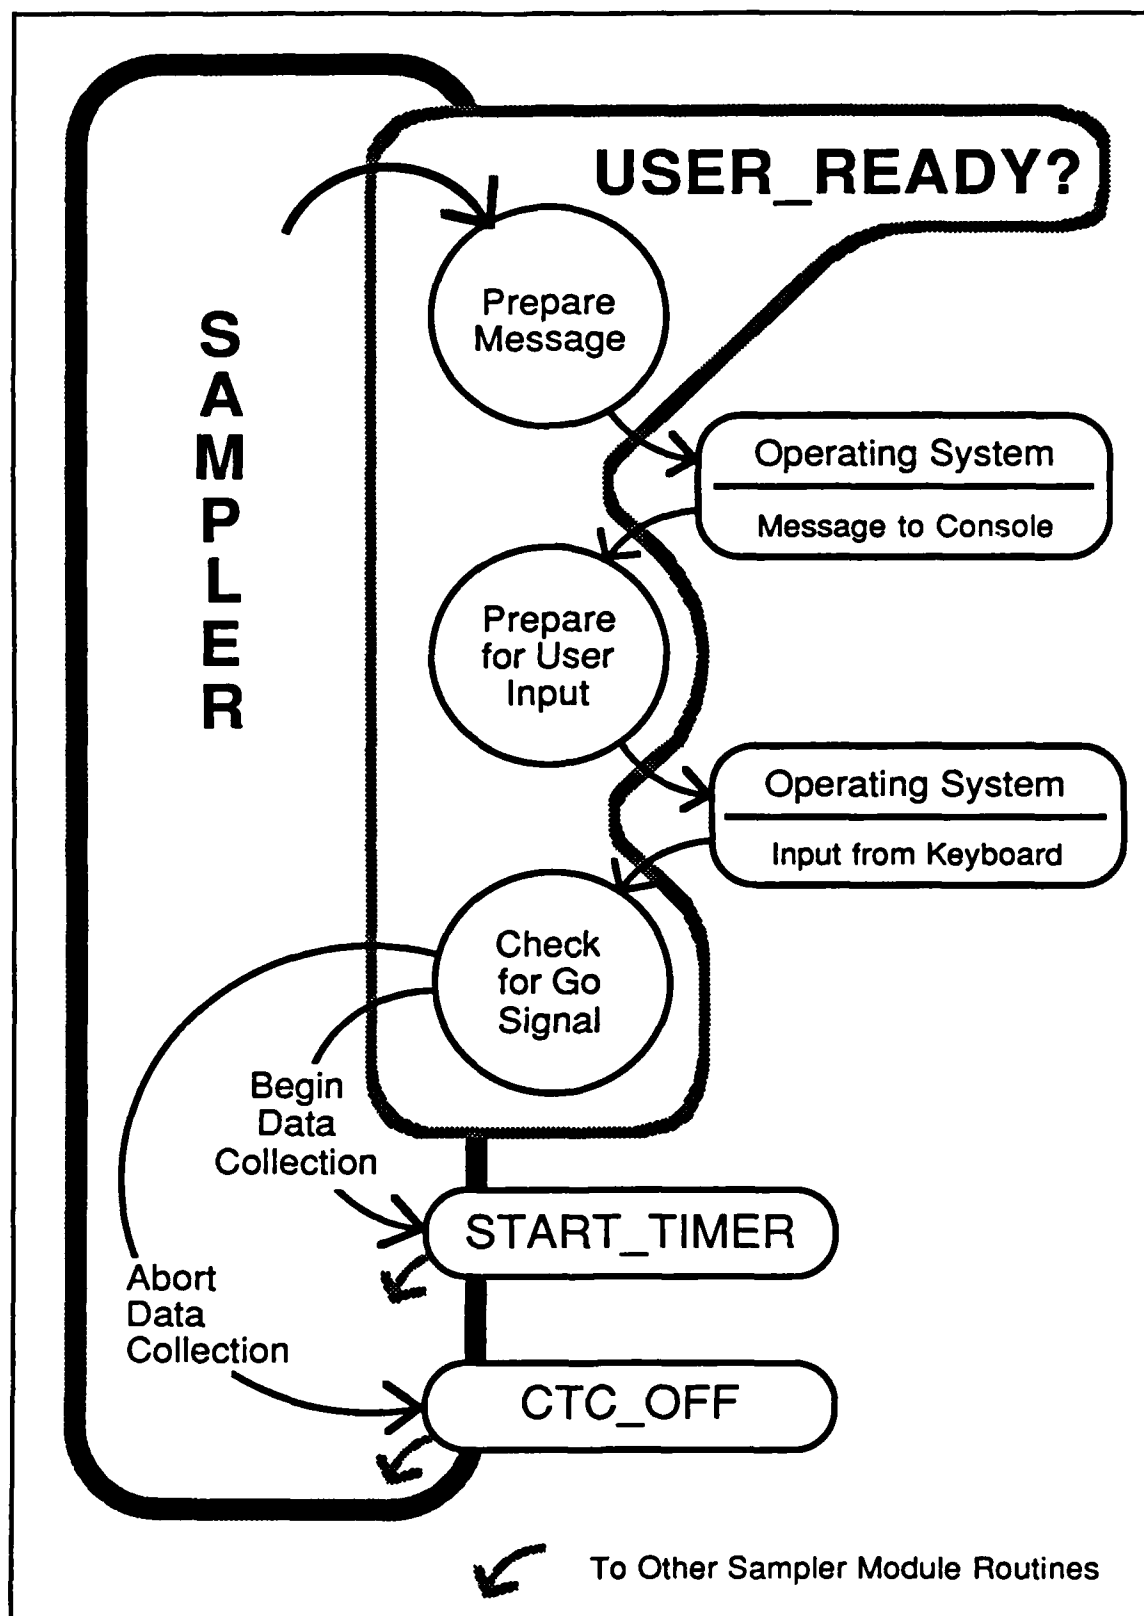 USER_READY?
SAMPLER
Prepare
Message
Operating System
Message to Console
Prepare
for User
Input
Operating System
Input from Keyboard
Check
for Go
Signal
Begin
Data
Collection
START_TIMER
Abort
Data
Collection
CTC_OFF
To Other Sampler Module Routines